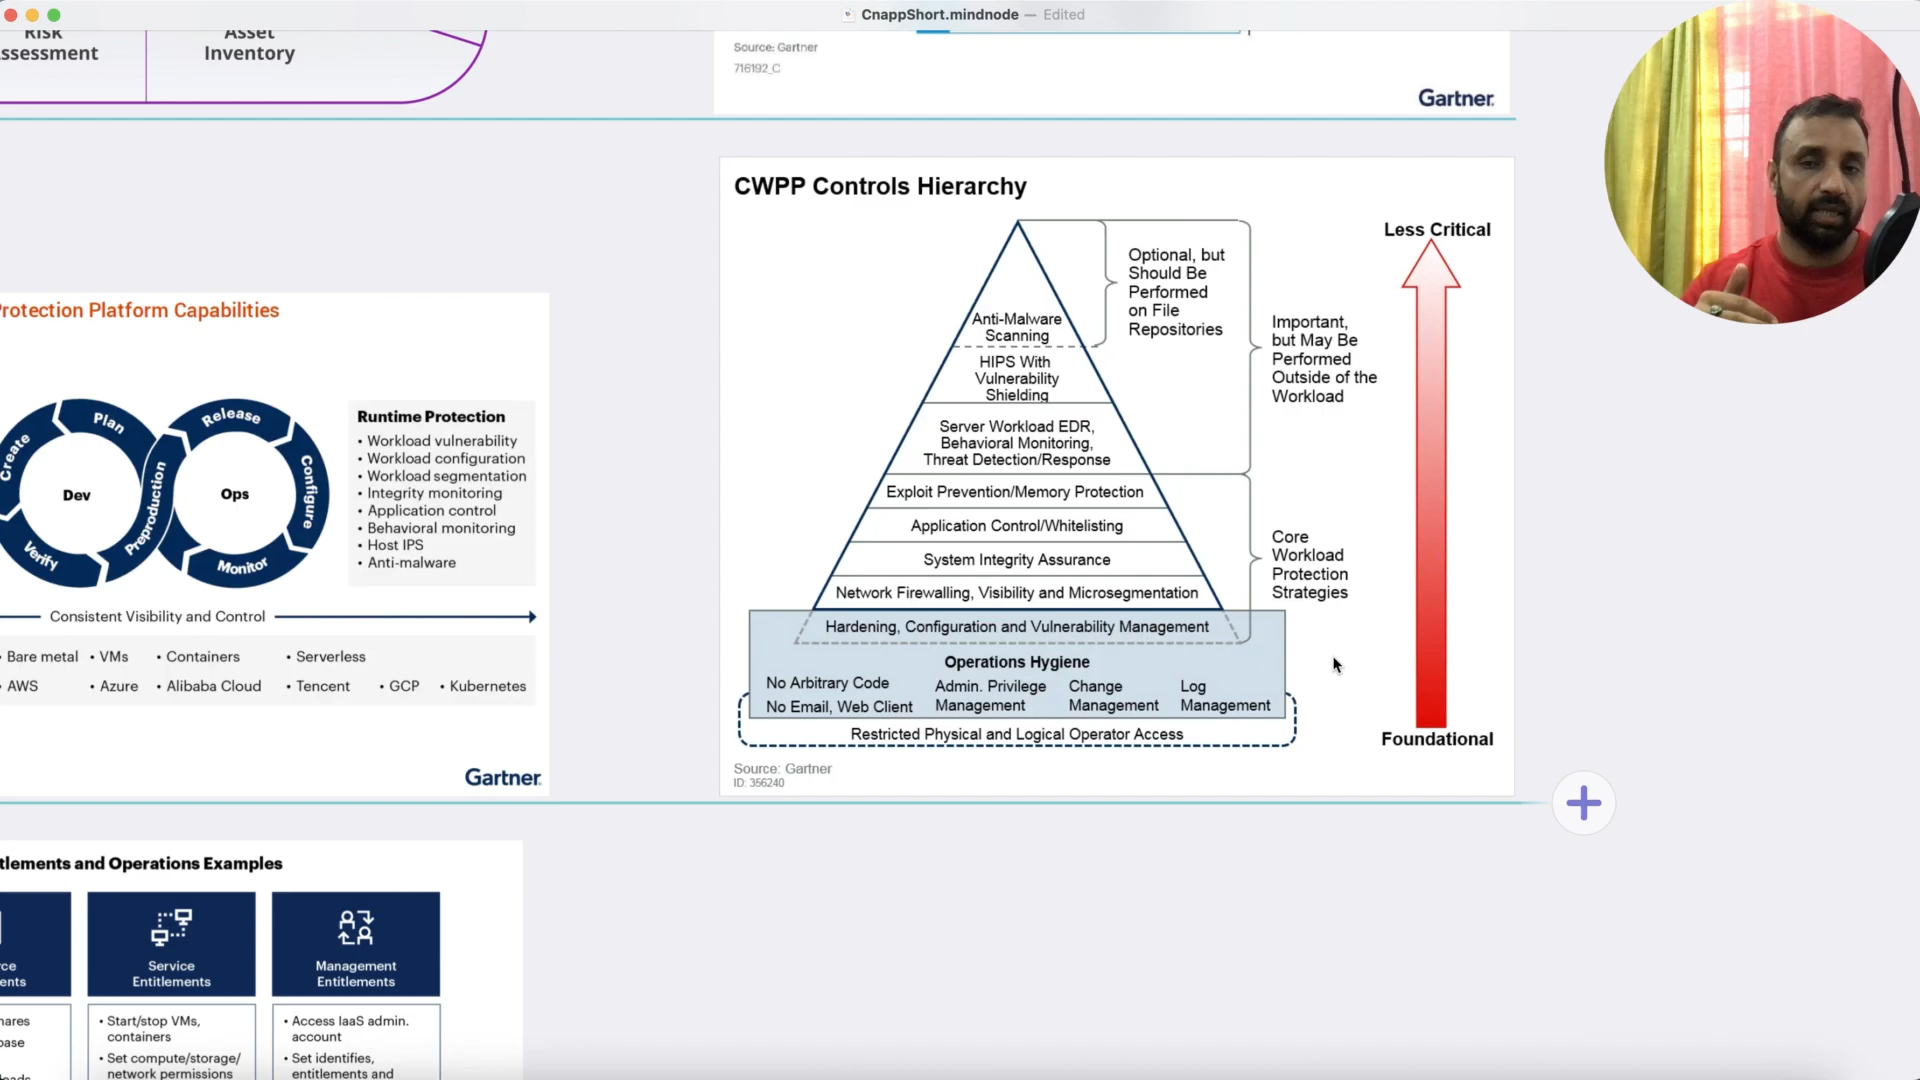 CnappShort.mindnode — Edited
Risk
ssessment
Asset
Inventory
Source: Gartner
716192_C
Gartner
CWPP Controls Hierarchy
Anti-Malware
Scanning
HIPS With
Vulnerability
Shielding
Server Workload EDR,
Behavioral Monitoring,
Threat Detection/Response
Exploit Prevention/Memory Protection
Application Control/Whitelisting
System Integrity Assurance
Network Firewalling, Visibility and Microsegmentation
Hardening, Configuration and Vulnerability Management
Operations Hygiene
No Arbitrary Code
No Email, Web Client
Admin. Privilege
Management
Change
Management
Log
Management
Restricted Physical and Logical Operator Access
Optional, but
Should Be
Performed
on File
Repositories
Important,
but May Be
Performed
Outside of the
Workload
Core
Workload
Protection
Strategies
Less Critical
Foundational
Source: Gartner
ID: 356240
rotection Platform Capabilities
Create
Plan
Verify
Preproduction
Release
Configure
Monitor
Dev
Ops
Runtime Protection
• Workload vulnerability
• Workload configuration
• Workload segmentation
• Integrity monitoring
• Application control
• Behavioral monitoring
• Host IPS
• Anti-malware
Consistent Visibility and Control
• Bare metal • VMs • Containers • Serverless
• AWS • Azure • Alibaba Cloud • Tencent • GCP • Kubernetes
Gartner
tlements and Operations Examples
rce
ents
Service
Entitlements
Management
Entitlements
hares
base
• Start/stop VMs,
containers
• Set compute/storage/
network permissions
• Access IaaS admin.
account
• Set identifies,
entitlements and